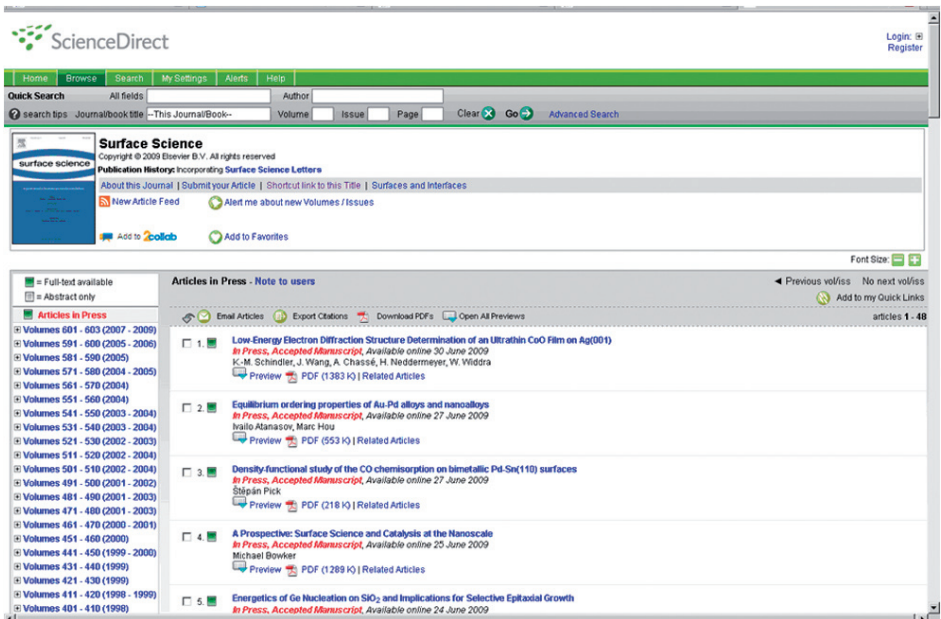 ScienceDirect
Login:
Register
Home Browse Search My Settings Alerts Help
Quick Search All fields Author
search tips Journal/book title --This Journal/Book-- Volume Issue Page Clear Go Advanced Search
surface science
Surface Science
Copyright © 2009 Elsevier B.V. All rights reserved
Publication History: Incorporating Surface Science Letters
About this Journal | Submit your Article | Shortcut link to this Title | Surfaces and Interfaces
New Article Feed Alert me about new Volumes / Issues
Add to 2collab Add to Favorites
Font Size:
= Full-text available
= Abstract only
Articles in Press
Volumes 601 - 603 (2007 - 2009)
Volumes 591 - 600 (2005 - 2006)
Volumes 581 - 590 (2005)
Volumes 571 - 580 (2004 - 2005)
Volumes 561 - 570 (2004)
Volumes 551 - 560 (2004)
Volumes 541 - 550 (2003 - 2004)
Volumes 531 - 540 (2003 - 2004)
Volumes 521 - 530 (2002 - 2003)
Volumes 511 - 520 (2002 - 2004)
Volumes 501 - 510 (2002 - 2004)
Volumes 491 - 500 (2001 - 2002)
Volumes 481 - 490 (2001 - 2003)
Volumes 471 - 480 (2001 - 2003)
Volumes 461 - 470 (2000 - 2001)
Volumes 451 - 460 (2000)
Volumes 441 - 450 (1999 - 2000)
Volumes 431 - 440 (1999)
Volumes 421 - 430 (1999)
Volumes 411 - 420 (1998 - 1999)
Volumes 401 - 410 (1998)
Articles in Press - Note to users
Previous vol/iss No next vol/iss
Add to my Quick Links
Email Articles Export Citations Download PDFs Open All Previews articles 1 - 48
1. Low-Energy Electron Diffraction Structure Determination of an Ultrathin CoO Film on Ag(001)
In Press, Accepted Manuscript, Available online 30 June 2009
K.-M. Schindler, J. Wang, A. Chassé, H. Neddermeyer, W. Widdra
Preview PDF (1383 K) | Related Articles
2. Equilibrium ordering properties of Au-Pd alloys and nanoalloys
In Press, Accepted Manuscript, Available online 27 June 2009
Ivailo Atanasov, Marc Hou
Preview PDF (553 K) | Related Articles
3. Density-functional study of the CO chemisorption on bimetallic Pd-Sn(110) surfaces
In Press, Accepted Manuscript, Available online 27 June 2009
Štěpán Pick
Preview PDF (218 K) | Related Articles
4. A Prospective: Surface Science and Catalysis at the Nanoscale
In Press, Accepted Manuscript, Available online 25 June 2009
Michael Bowker
Preview PDF (1289 K) | Related Articles
5. Energetics of Ge Nucleation on SiO₂ and Implications for Selective Epitaxial Growth
In Press, Accepted Manuscript, Available online 24 June 2009